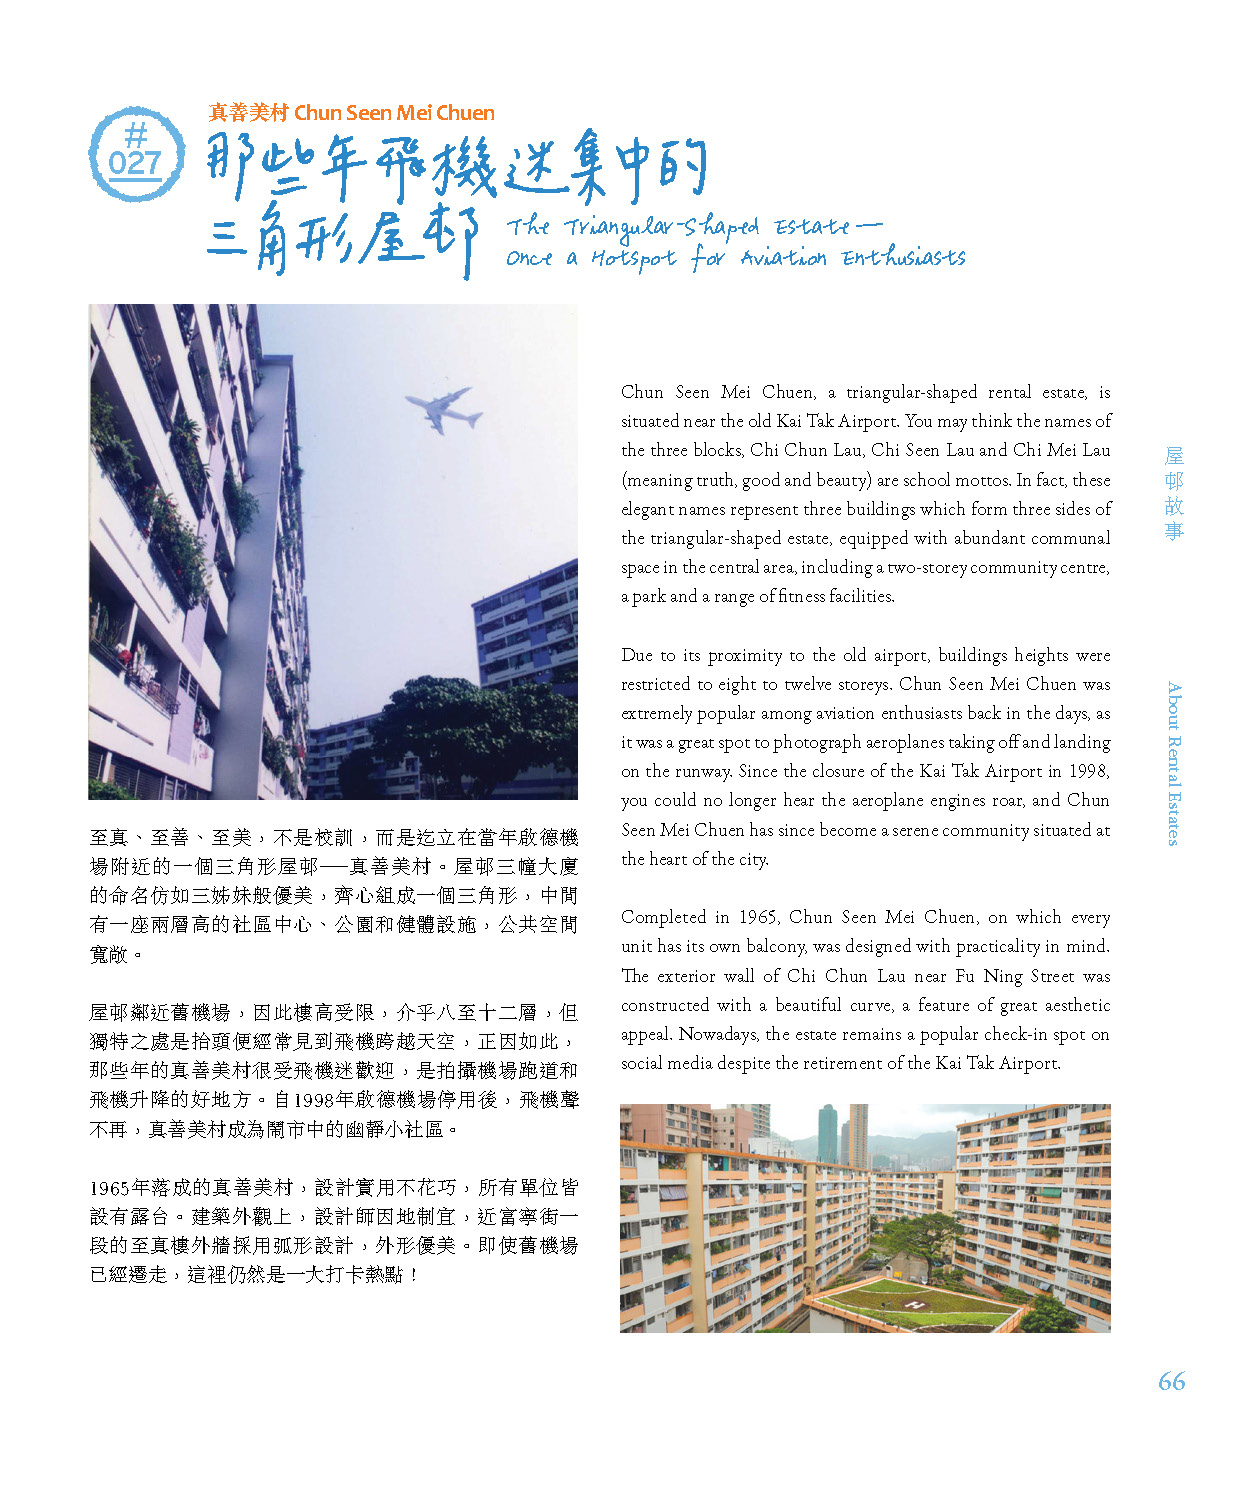 #
027
真善美村 Chun Seen Mei Chuen
那些年飛機迷集中的
三角形屋邨
The Triangular-Shaped Estate—
Once a Hotspot for Aviation Enthusiasts
至真、至善、至美，不是校訓，而是迄立在當年啟德機
場附近的一個三角形屋邨──真善美村。屋邨三幢大廈
的命名仿如三姊妹般優美，齊心組成一個三角形，中間
有一座兩層高的社區中心、公園和健體設施，公共空間
寬敞。
屋邨鄰近舊機場，因此樓高受限，介乎八至十二層，但
獨特之處是抬頭便經常見到飛機跨越天空，正因如此，
那些年的真善美村很受飛機迷歡迎，是拍攝機場跑道和
飛機升降的好地方。自1998年啟德機場停用後，飛機聲
不再，真善美村成為鬧市中的幽靜小社區。
1965年落成的真善美村，設計實用不花巧，所有單位皆
設有露台。建築外觀上，設計師因地制宜，近富寧街一
段的至真樓外牆採用弧形設計，外形優美。即使舊機場
已經遷走，這裡仍然是一大打卡熱點！
Chun Seen Mei Chuen, a triangular-shaped rental estate, is
situated near the old Kai Tak Airport. You may think the names of
the three blocks, Chi Chun Lau, Chi Seen Lau and Chi Mei Lau
(meaning truth, good and beauty) are school mottos. In fact, these
elegant names represent three buildings which form three sides of
the triangular-shaped estate, equipped with abundant communal
space in the central area, including a two-storey community centre,
a park and a range of fitness facilities.
Due to its proximity to the old airport, buildings heights were
restricted to eight to twelve storeys. Chun Seen Mei Chuen was
extremely popular among aviation enthusiasts back in the days, as
it was a great spot to photograph aeroplanes taking off and landing
on the runway. Since the closure of the Kai Tak Airport in 1998,
you could no longer hear the aeroplane engines roar, and Chun
Seen Mei Chuen has since become a serene community situated at
the heart of the city.
Completed in 1965, Chun Seen Mei Chuen, on which every
unit has its own balcony, was designed with practicality in mind.
The exterior wall of Chi Chun Lau near Fu Ning Street was
constructed with a beautiful curve, a feature of great aesthetic
appeal. Nowadays, the estate remains a popular check-in spot on
social media despite the retirement of the Kai Tak Airport.
H
屋邨故事
About Rental Estates
66